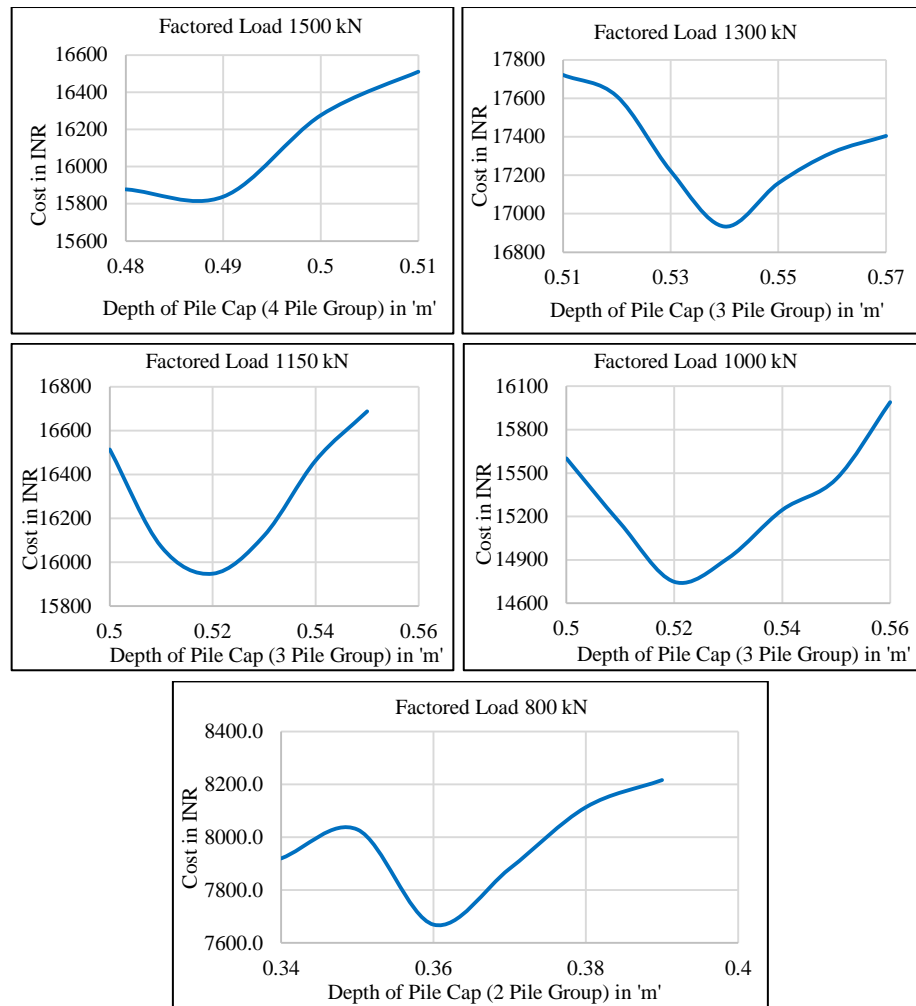 Factored Load 1500 kN
16600
16400
16200
16000
15800
15600
Cost in INR
0.48 0.49 0.5 0.51
Depth of Pile Cap (4 Pile Group) in 'm'
Factored Load 1300 kN
17800
17600
17400
17200
17000
16800
Cost in INR
0.51 0.53 0.55 0.57
Depth of Pile Cap (3 Pile Group) in 'm'
Factored Load 1150 kN
16800
16600
16400
16200
16000
15800
Cost in INR
0.5 0.52 0.54 0.56
Depth of Pile Cap (3 Pile Group) in 'm'
Factored Load 1000 kN
16100
15800
15500
15200
14900
14600
Cost in INR
0.5 0.52 0.54 0.56
Depth of Pile Cap (3 Pile Group) in 'm'
Factored Load 800 kN
8400.0
8200.0
8000.0
7800.0
7600.0
Cost in INR
0.34 0.36 0.38 0.4
Depth of Pile Cap (2 Pile Group) in 'm'